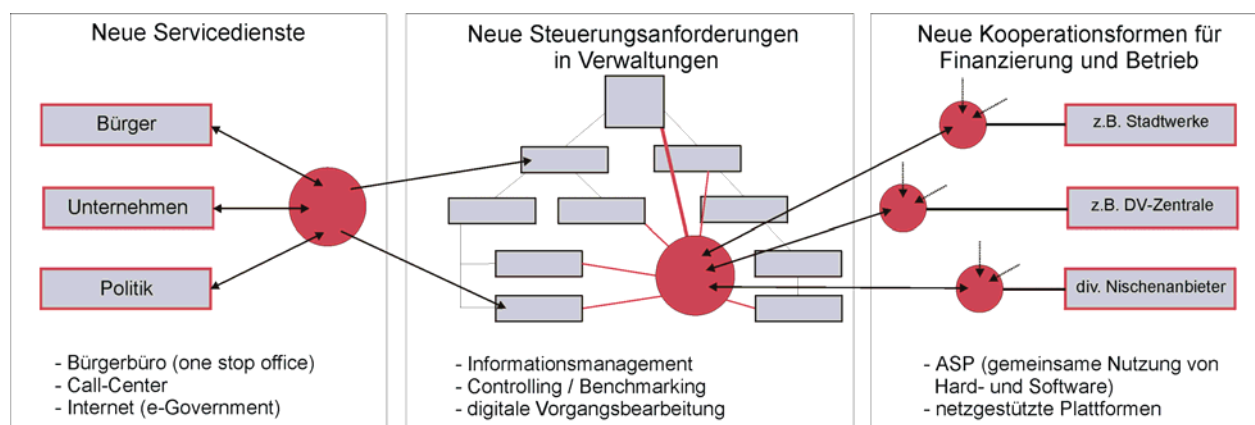 Neue Servicedienste
Bürger
Unternehmen
Politik
- Bürgerbüro (one stop office)
- Call-Center
- Internet (e-Government)
Neue Steuerungsanforderungen
in Verwaltungen
- Informationsmanagement
- Controlling / Benchmarking
- digitale Vorgangsbearbeitung
Neue Kooperationsformen für
Finanzierung und Betrieb
z.B. Stadtwerke
z.B. DV-Zentrale
div. Nischenanbieter
- ASP (gemeinsame Nutzung von
Hard- und Software)
- netzgestützte Plattformen